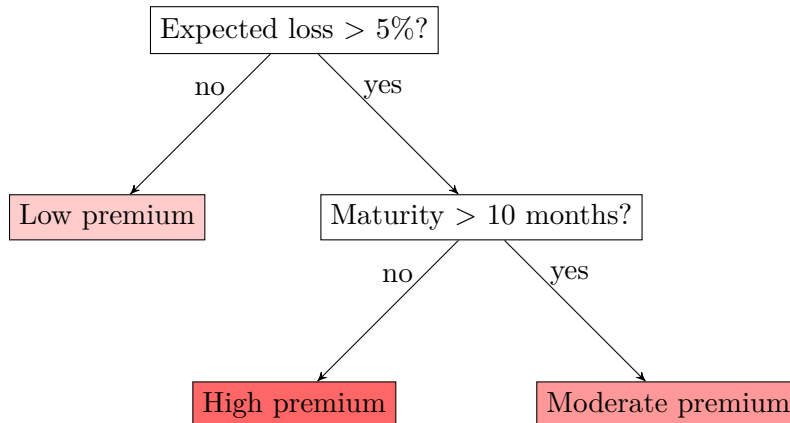 Expected loss > 5%?
no
yes
Low premium
Maturity > 10 months?
no
yes
High premium
Moderate premium